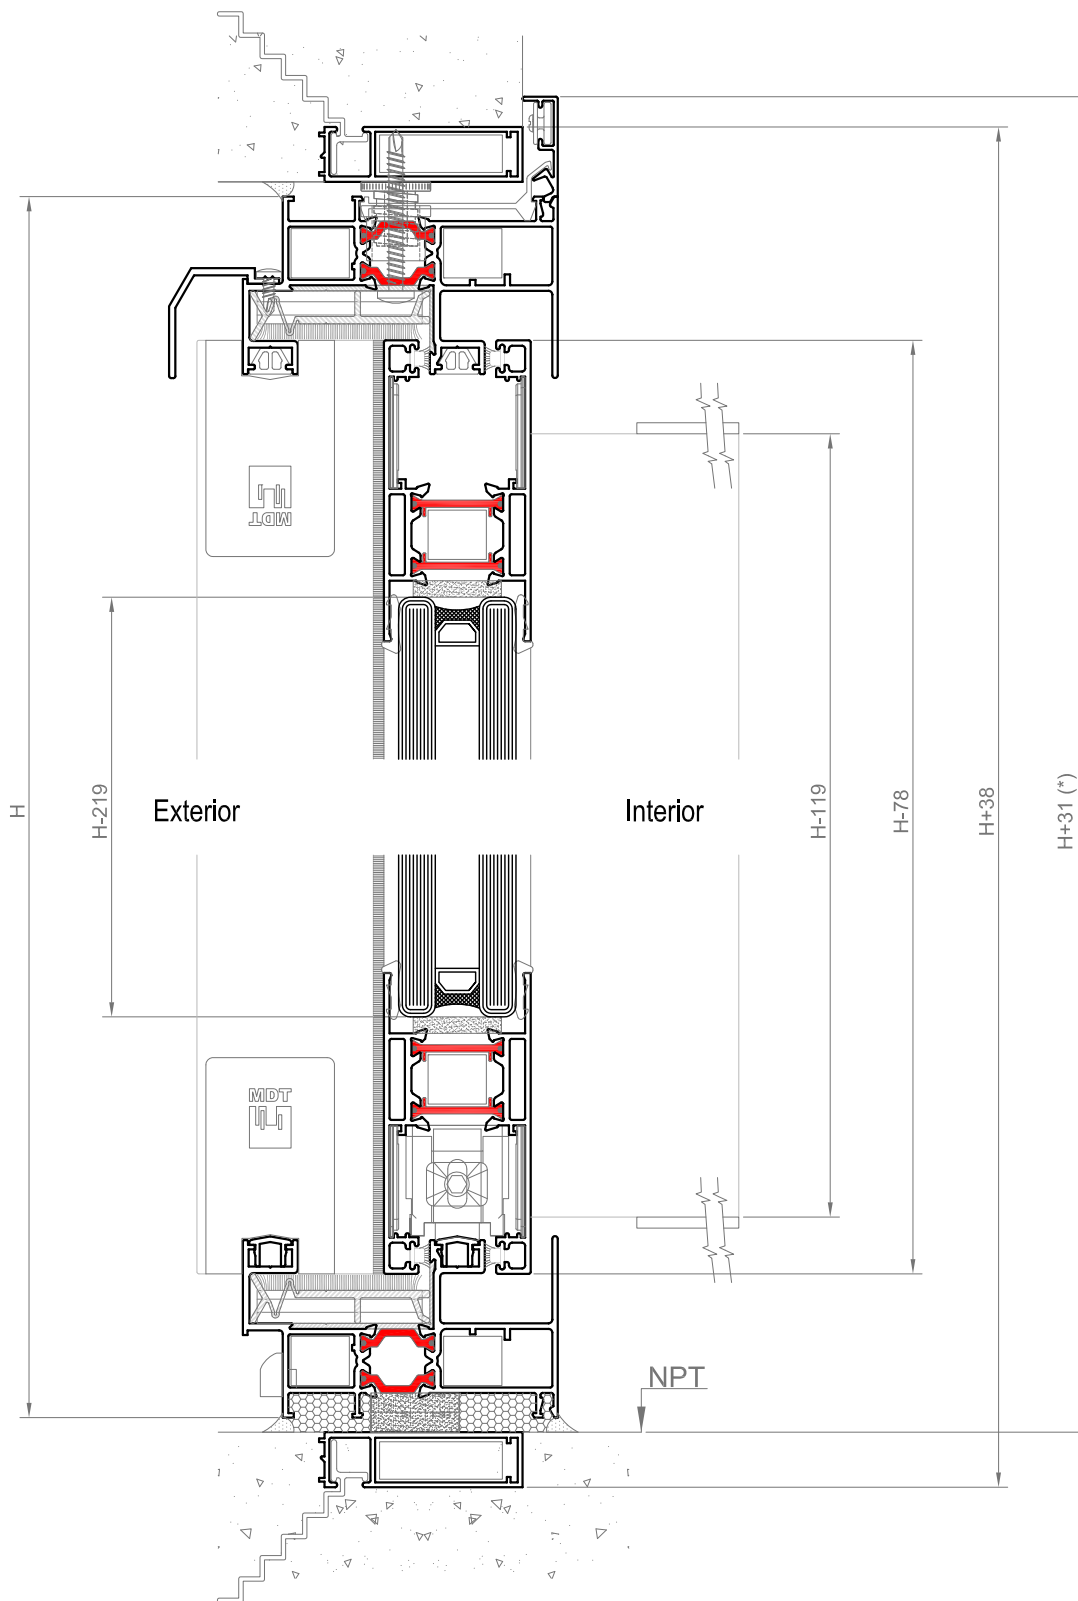 MDT
H
H-219
Exterior
Interior
H-119
H-78
H+38
H+31 (*)
MDT
NPT